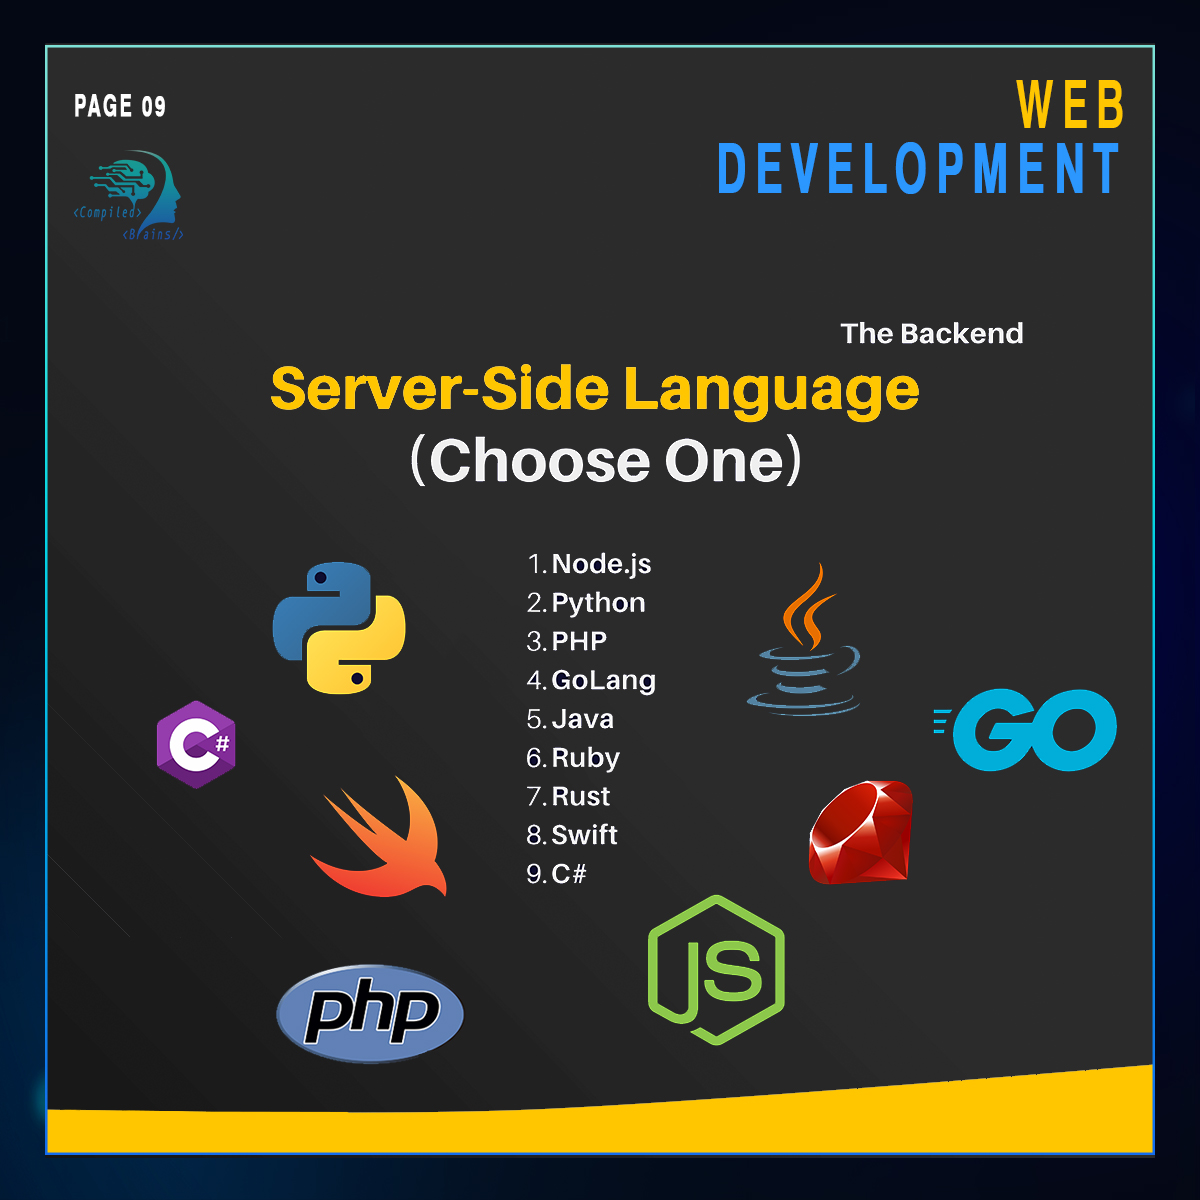 PAGE 09
WEB
DEVELOPMENT
<Compiled>
<Brains/>
The Backend
Server-Side Language
(Choose One)
1. Node.js
2. Python
3. PHP
4. GoLang
5. Java
6. Ruby
7. Rust
8. Swift
9. C#
C#
GO
php
JS